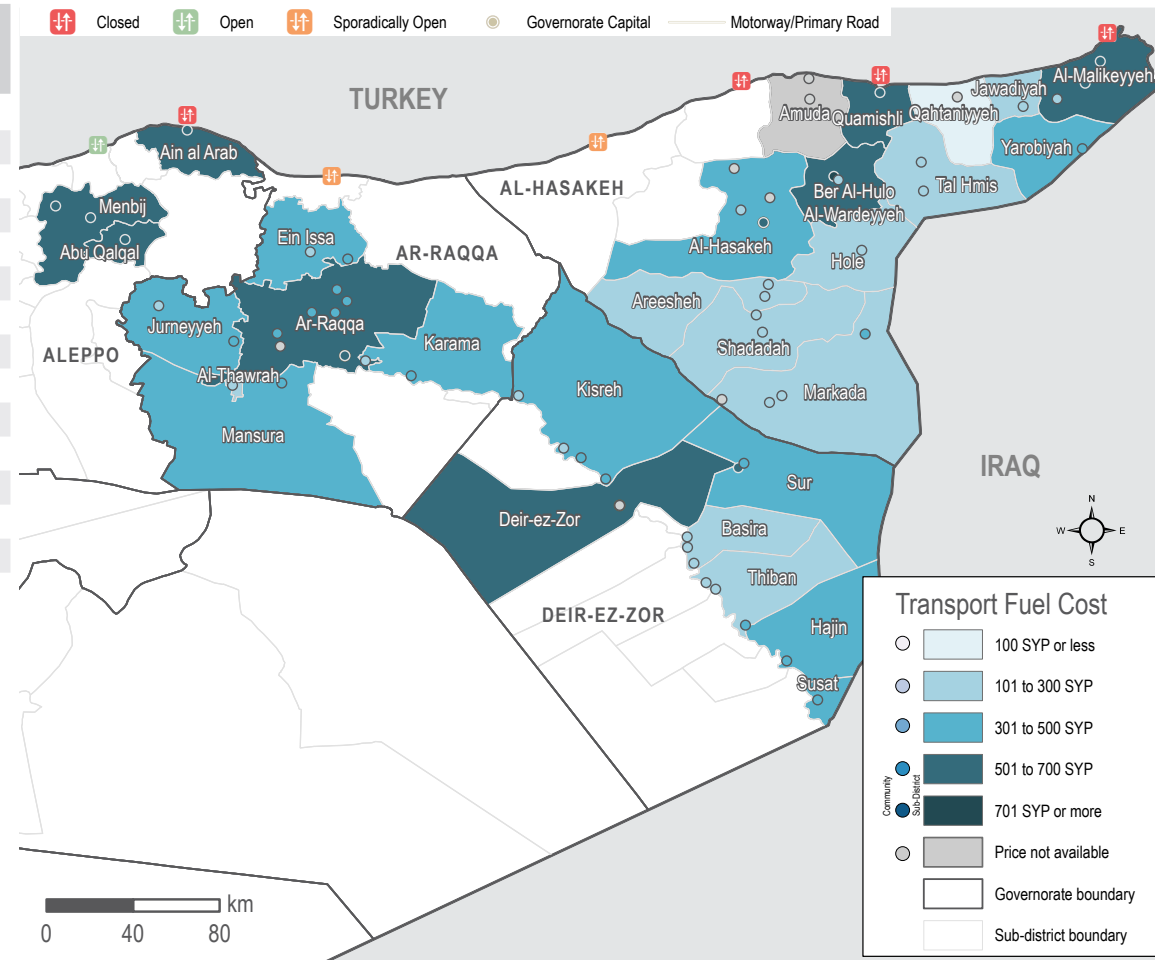 Closed
Open
Sporadically Open
Governorate Capital
Motorway/Primary Road
TURKEY
Al-Malikeyyeh
Jawadiyah
Amuda
Quamishli
Qahtaniyyeh
Ain al Arab
Yarobiyah
AL-HASAKEH
Ber Al-Hulo
Al-Wardeyyeh
Tal Hmis
Menbij
Ein Issa
Abu Qalqal
Al-Hasakeh
AR-RAQQA
Hole
Areesheh
Jurneyyeh
Ar-Raqqa
Karama
Shadadah
ALEPPO
Al-Thawrah
Kisreh
Markada
Mansura
IRAQ
Sur
Deir-ez-Zor
Basira
N
W
E
S
Thiban
DEIR-EZ-ZOR
Hajin
Susat
Transport Fuel Cost
100 SYP or less
101 to 300 SYP
301 to 500 SYP
501 to 700 SYP
701 SYP or more
Community
Sub-District
Price not available
Governorate boundary
Sub-district boundary
km
0 40 80